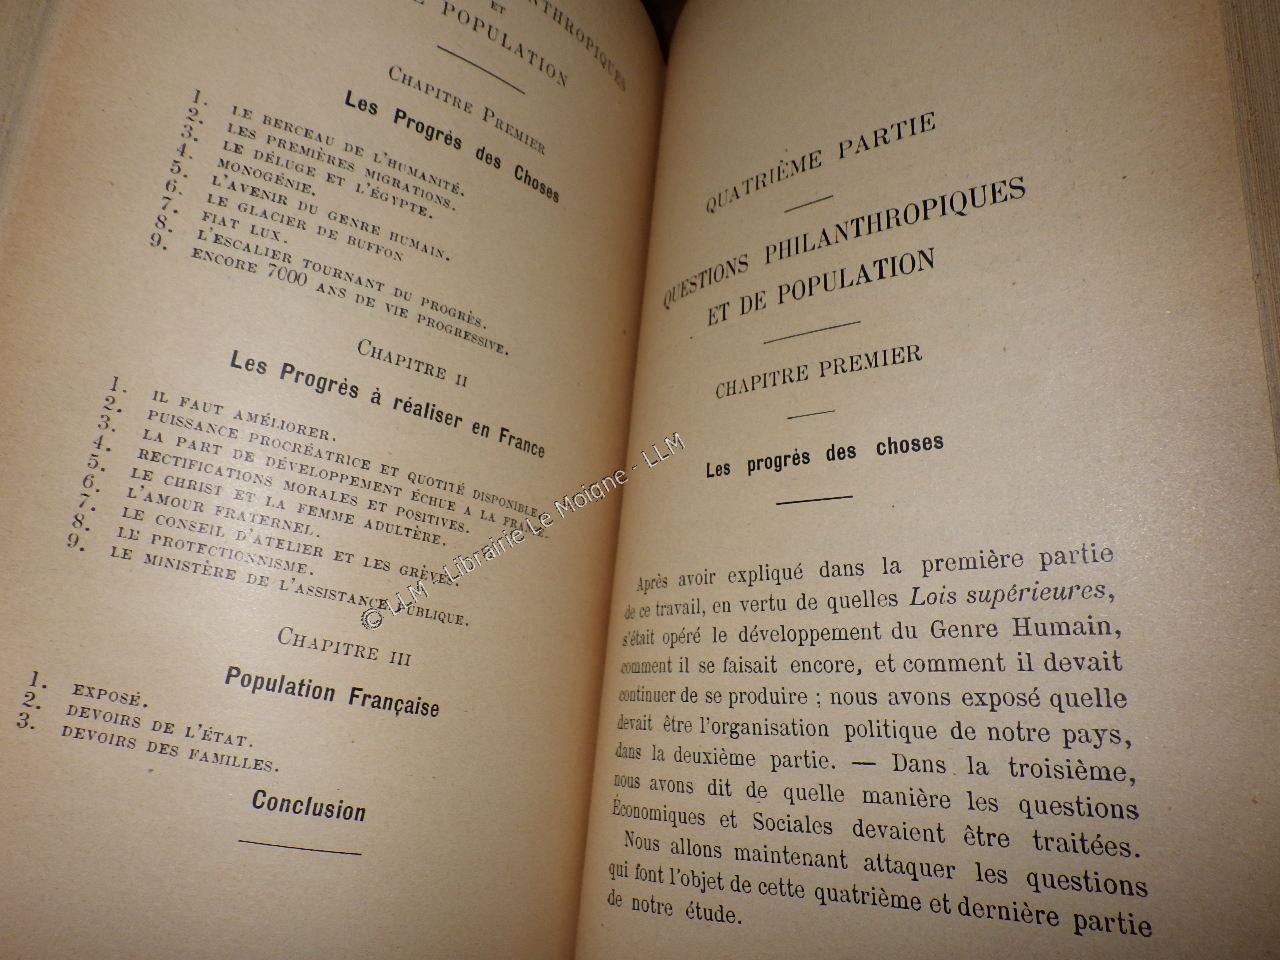 ANTHROPIQUES
ET
POPULATION
CHAPITRE PREMIER
Les Progrès des Choses
1. LE BERCEAU DE L'HUMANITÉ.
2. LES PREMIÈRES MIGRATIONS.
3. LE DÉLUGE ET L'ÉGYPTE.
4. MONOGÉNIE.
5. L'AVENIR DU GENRE HUMAIN.
6. LE GLACIER DE BUFFON
7. FIAT LUX.
8. L'ESCALIER TOURNANT DU PROGRÈS.
9. ENCORE 7000 ANS DE VIE PROGRESSIVE.
CHAPITRE II
Les Progrès à réaliser en France
1. IL FAUT AMÉLIORER.
2. PUISSANCE PROCRÉATRICE ET QUOTITÉ DISPONIBLE.
3. LA PART DE DÉVELOPPEMENT ÉCHUE A LA FRANCE.
4. RECTIFICATIONS MORALES ET POSITIVES.
5. LE CHRIST ET LA FEMME ADULTÈRE.
6. L'AMOUR FRATERNEL.
7. LE CONSEIL D'ATELIER ET LES GRÈVES.
8. LE PROTECTIONNISME.
9. LE MINISTÈRE DE L'ASSISTANCE PUBLIQUE.
CHAPITRE III
Population Française
1. EXPOSÉ.
2. DEVOIRS DE L'ÉTAT.
3. DEVOIRS DES FAMILLES.
Conclusion
QUATRIÈME PARTIE
QUESTIONS PHILANTHROPIQUES
ET DE POPULATION
CHAPITRE PREMIER
Les progrès des choses
Après avoir expliqué dans la première partie
de ce travail, en vertu de quelles Lois supérieures,
s'était opéré le développement du Genre Humain,
comment il se faisait encore, et comment il devait
continuer de se produire ; nous avons exposé quelle
devait être l'organisation politique de notre pays,
dans la deuxième partie. — Dans la troisième,
nous avons dit de quelle manière les questions
Économiques et Sociales devaient être traitées.
Nous allons maintenant attaquer les questions
qui font l'objet de cette quatrième et dernière partie
de notre étude.
© LLM - Librairie Le Moigne - LLM